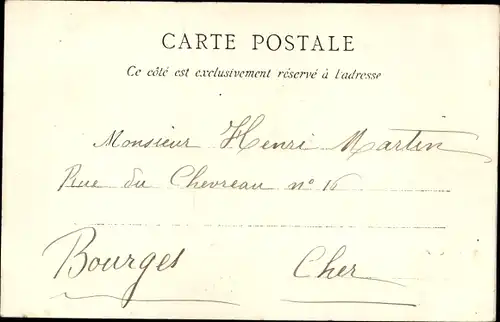 CARTE POSTALE
Ce côté est exclusivement réservé à l'adresse
Monsieur Henri Martin
Rue du Chevreau n° 16
Bourges Cher